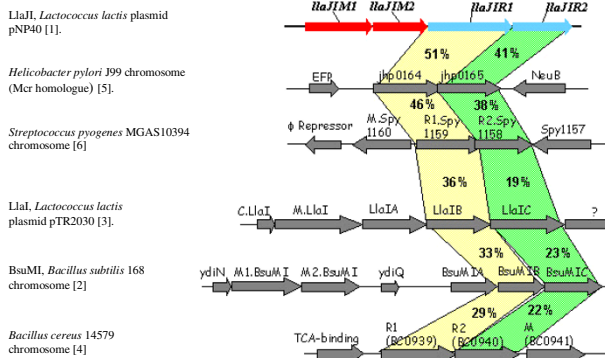 llaJIM1 llaJIM2 llaJIR1 llaJIR2
LlaJI, Lactococcus lactis plasmid
pNP40 [1].
51% 41%
Helicobacter pylori J99 chromosome
(Mcr homologue) [5].
EFP jhp0164 jhp0165 NeuB
46% 38%
Streptococcus pyogenes MGAS10394
chromosome [6]
φ Repressor M.Spy 1160 R1.Spy 1159 R2.Spy 1158 Spy1157
36% 19%
LlaI, Lactococcus lactis
plasmid pTR2030 [3].
C.LlaI M.LlaI LlaIA LlaIB LlaIC ?
33% 23%
BsuMI, Bacillus subtilis 168
chromosome [2]
ydiN M1.BsuMI M2.BsuMI ydiQ BsuMIA BsuMIB BsuMIC
29% 22%
Bacillus cereus 14579
chromosome [4]
TCA-binding R1 (BC0939) R2 (BC0940) M (BC0941)